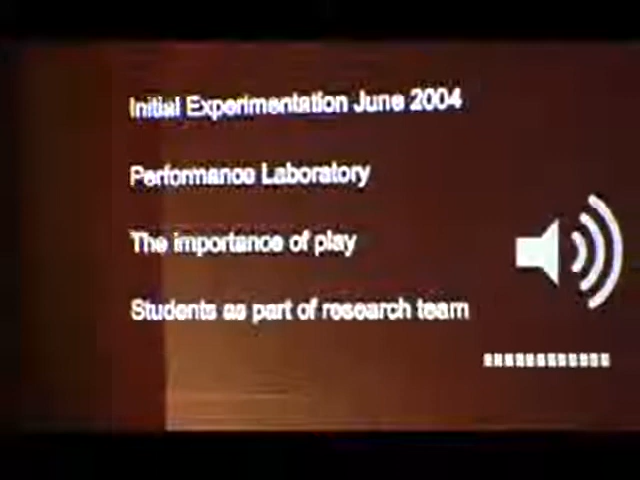 Initial Experimentation June 2004
Performance Laboratory
The importance of play
Students as part of research team